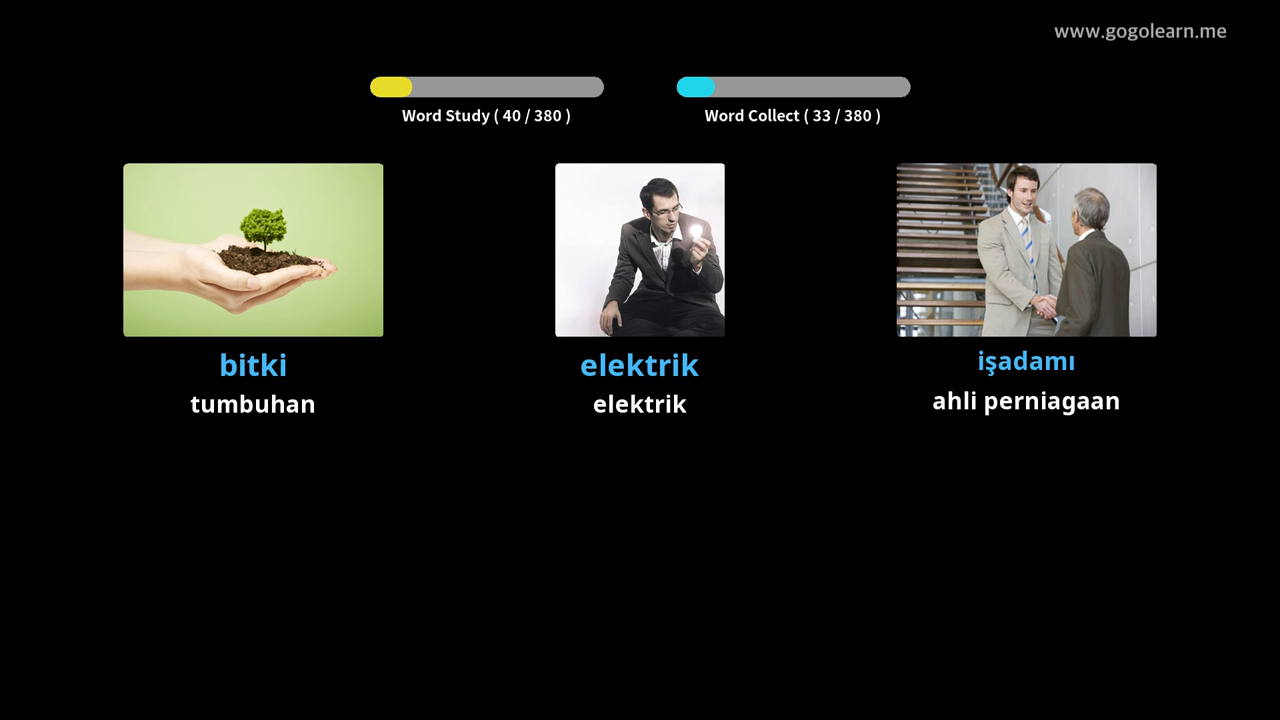 www.gogolearn.me
Word Study ( 40 / 380 )
Word Collect ( 33 / 380 )
bitki
tumbuhan
elektrik
elektrik
işadamı
ahli perniagaan